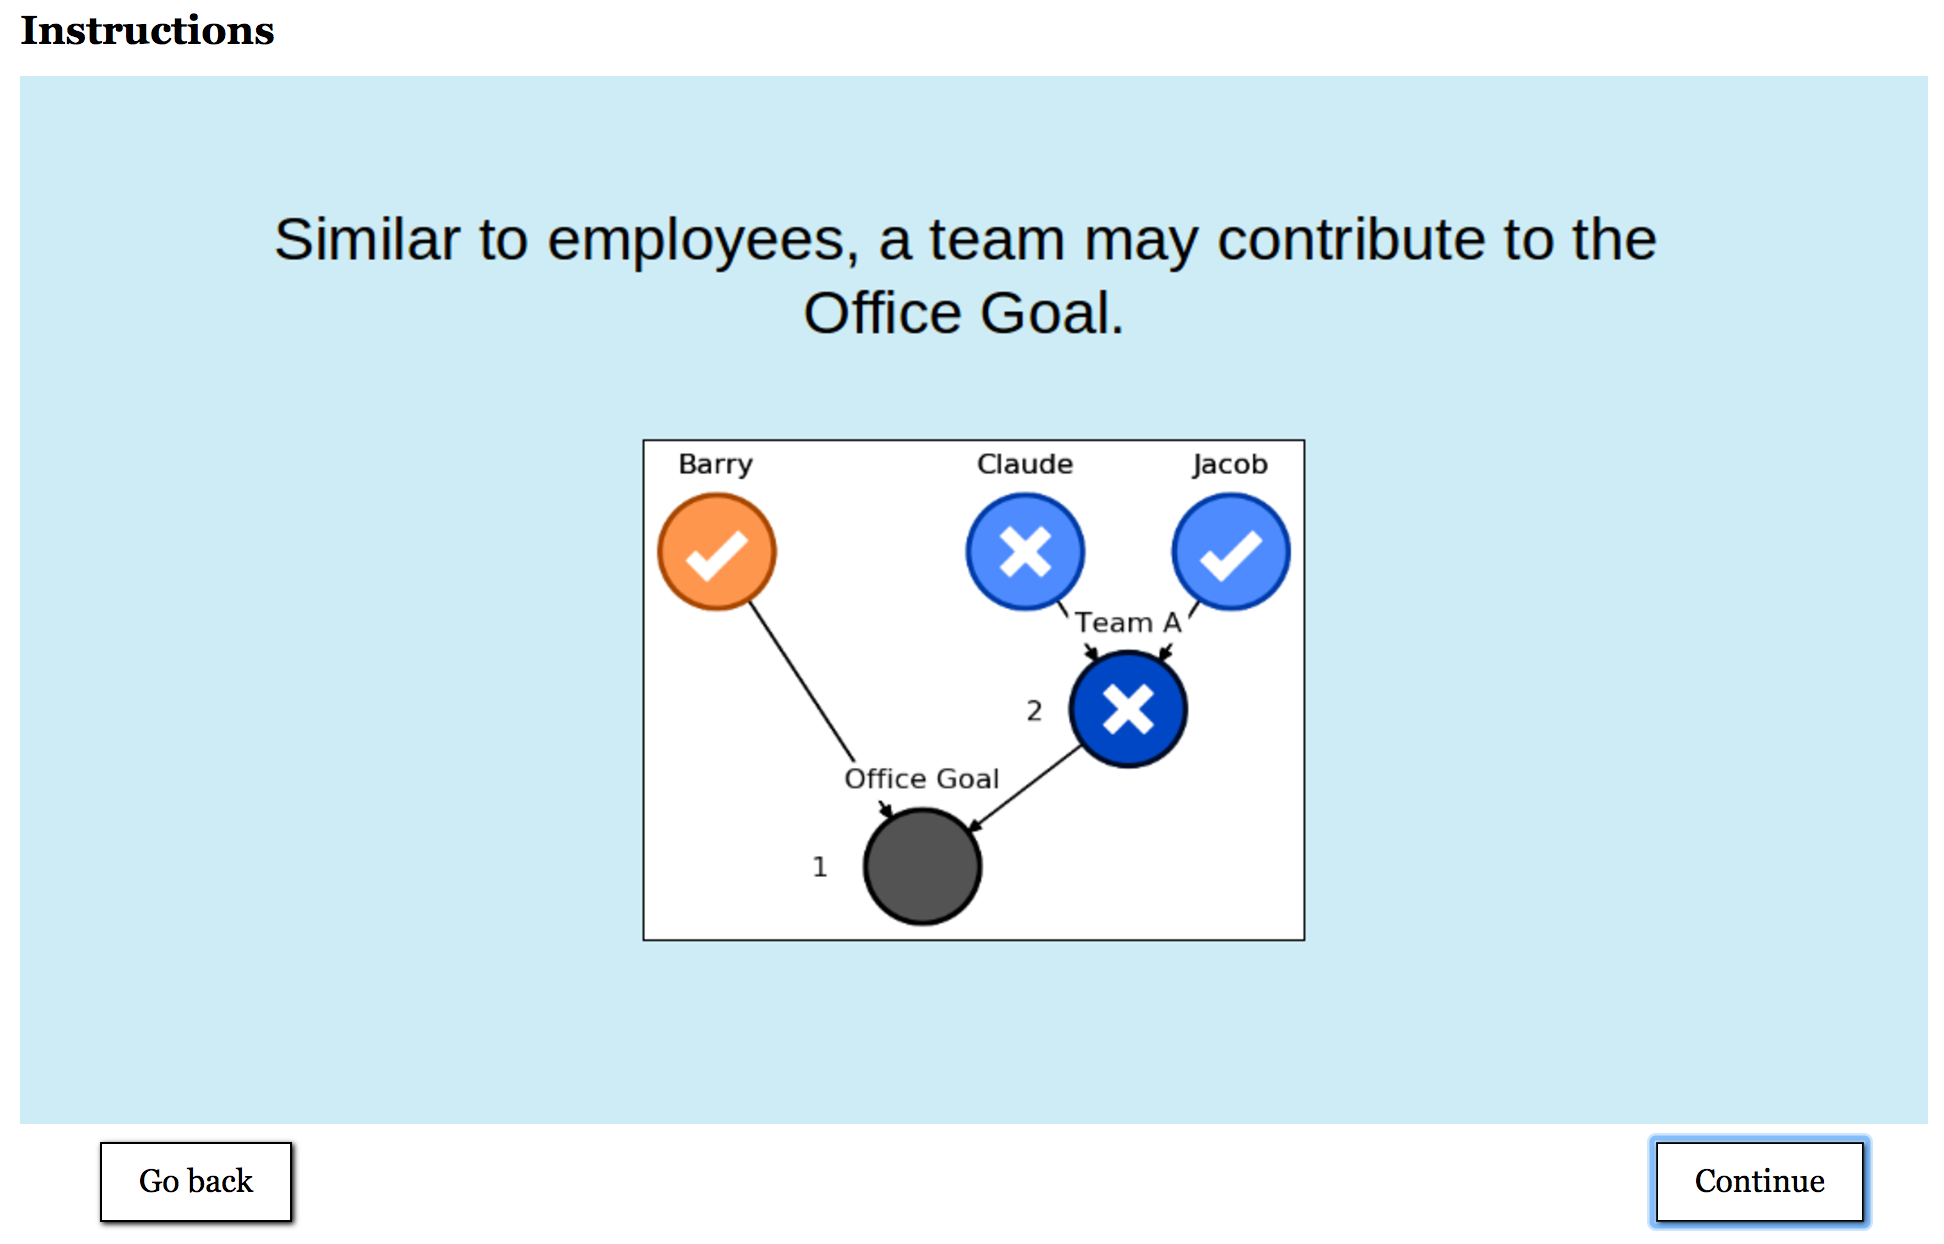 Instructions
Similar to employees, a team may contribute to the
Office Goal.
Barry
Claude
Jacob
Team A
2
Office Goal
1
Go back
Continue